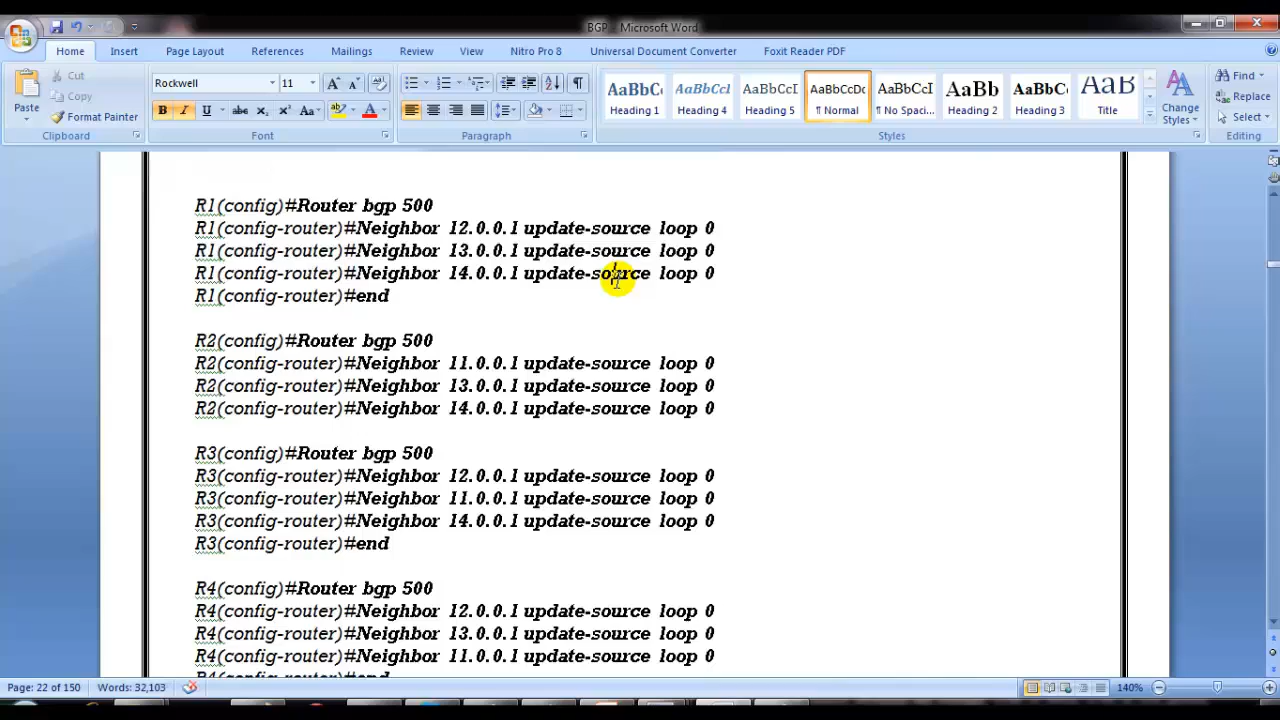 BGP - Microsoft Word
Home Insert Page Layout References Mailings Review View Nitro Pro 8 Universal Document Converter Foxit Reader PDF
Paste
Cut
Copy
Format Painter
Clipboard
Rockwell 11
Font
Paragraph
AaBbC Heading 1
AaBbCcI Heading 4
AaBbCcI Heading 5
AaBbCcDc ¶ Normal
AaBbCcI ¶ No Spaci...
AaBb Heading 2
AaBbC Heading 3
AaB Title
Change Styles
Styles
Find
Replace
Select
Editing
R1(config)#Router bgp 500
R1(config-router)#Neighbor 12.0.0.1 update-source loop 0
R1(config-router)#Neighbor 13.0.0.1 update-source loop 0
R1(config-router)#Neighbor 14.0.0.1 update-source loop 0
R1(config-router)#end
R2(config)#Router bgp 500
R2(config-router)#Neighbor 11.0.0.1 update-source loop 0
R2(config-router)#Neighbor 13.0.0.1 update-source loop 0
R2(config-router)#Neighbor 14.0.0.1 update-source loop 0
R3(config)#Router bgp 500
R3(config-router)#Neighbor 12.0.0.1 update-source loop 0
R3(config-router)#Neighbor 11.0.0.1 update-source loop 0
R3(config-router)#Neighbor 14.0.0.1 update-source loop 0
R3(config-router)#end
R4(config)#Router bgp 500
R4(config-router)#Neighbor 12.0.0.1 update-source loop 0
R4(config-router)#Neighbor 13.0.0.1 update-source loop 0
R4(config-router)#Neighbor 11.0.0.1 update-source loop 0
R4(config-router)#end
Page: 22 of 150 Words: 32,103 140%